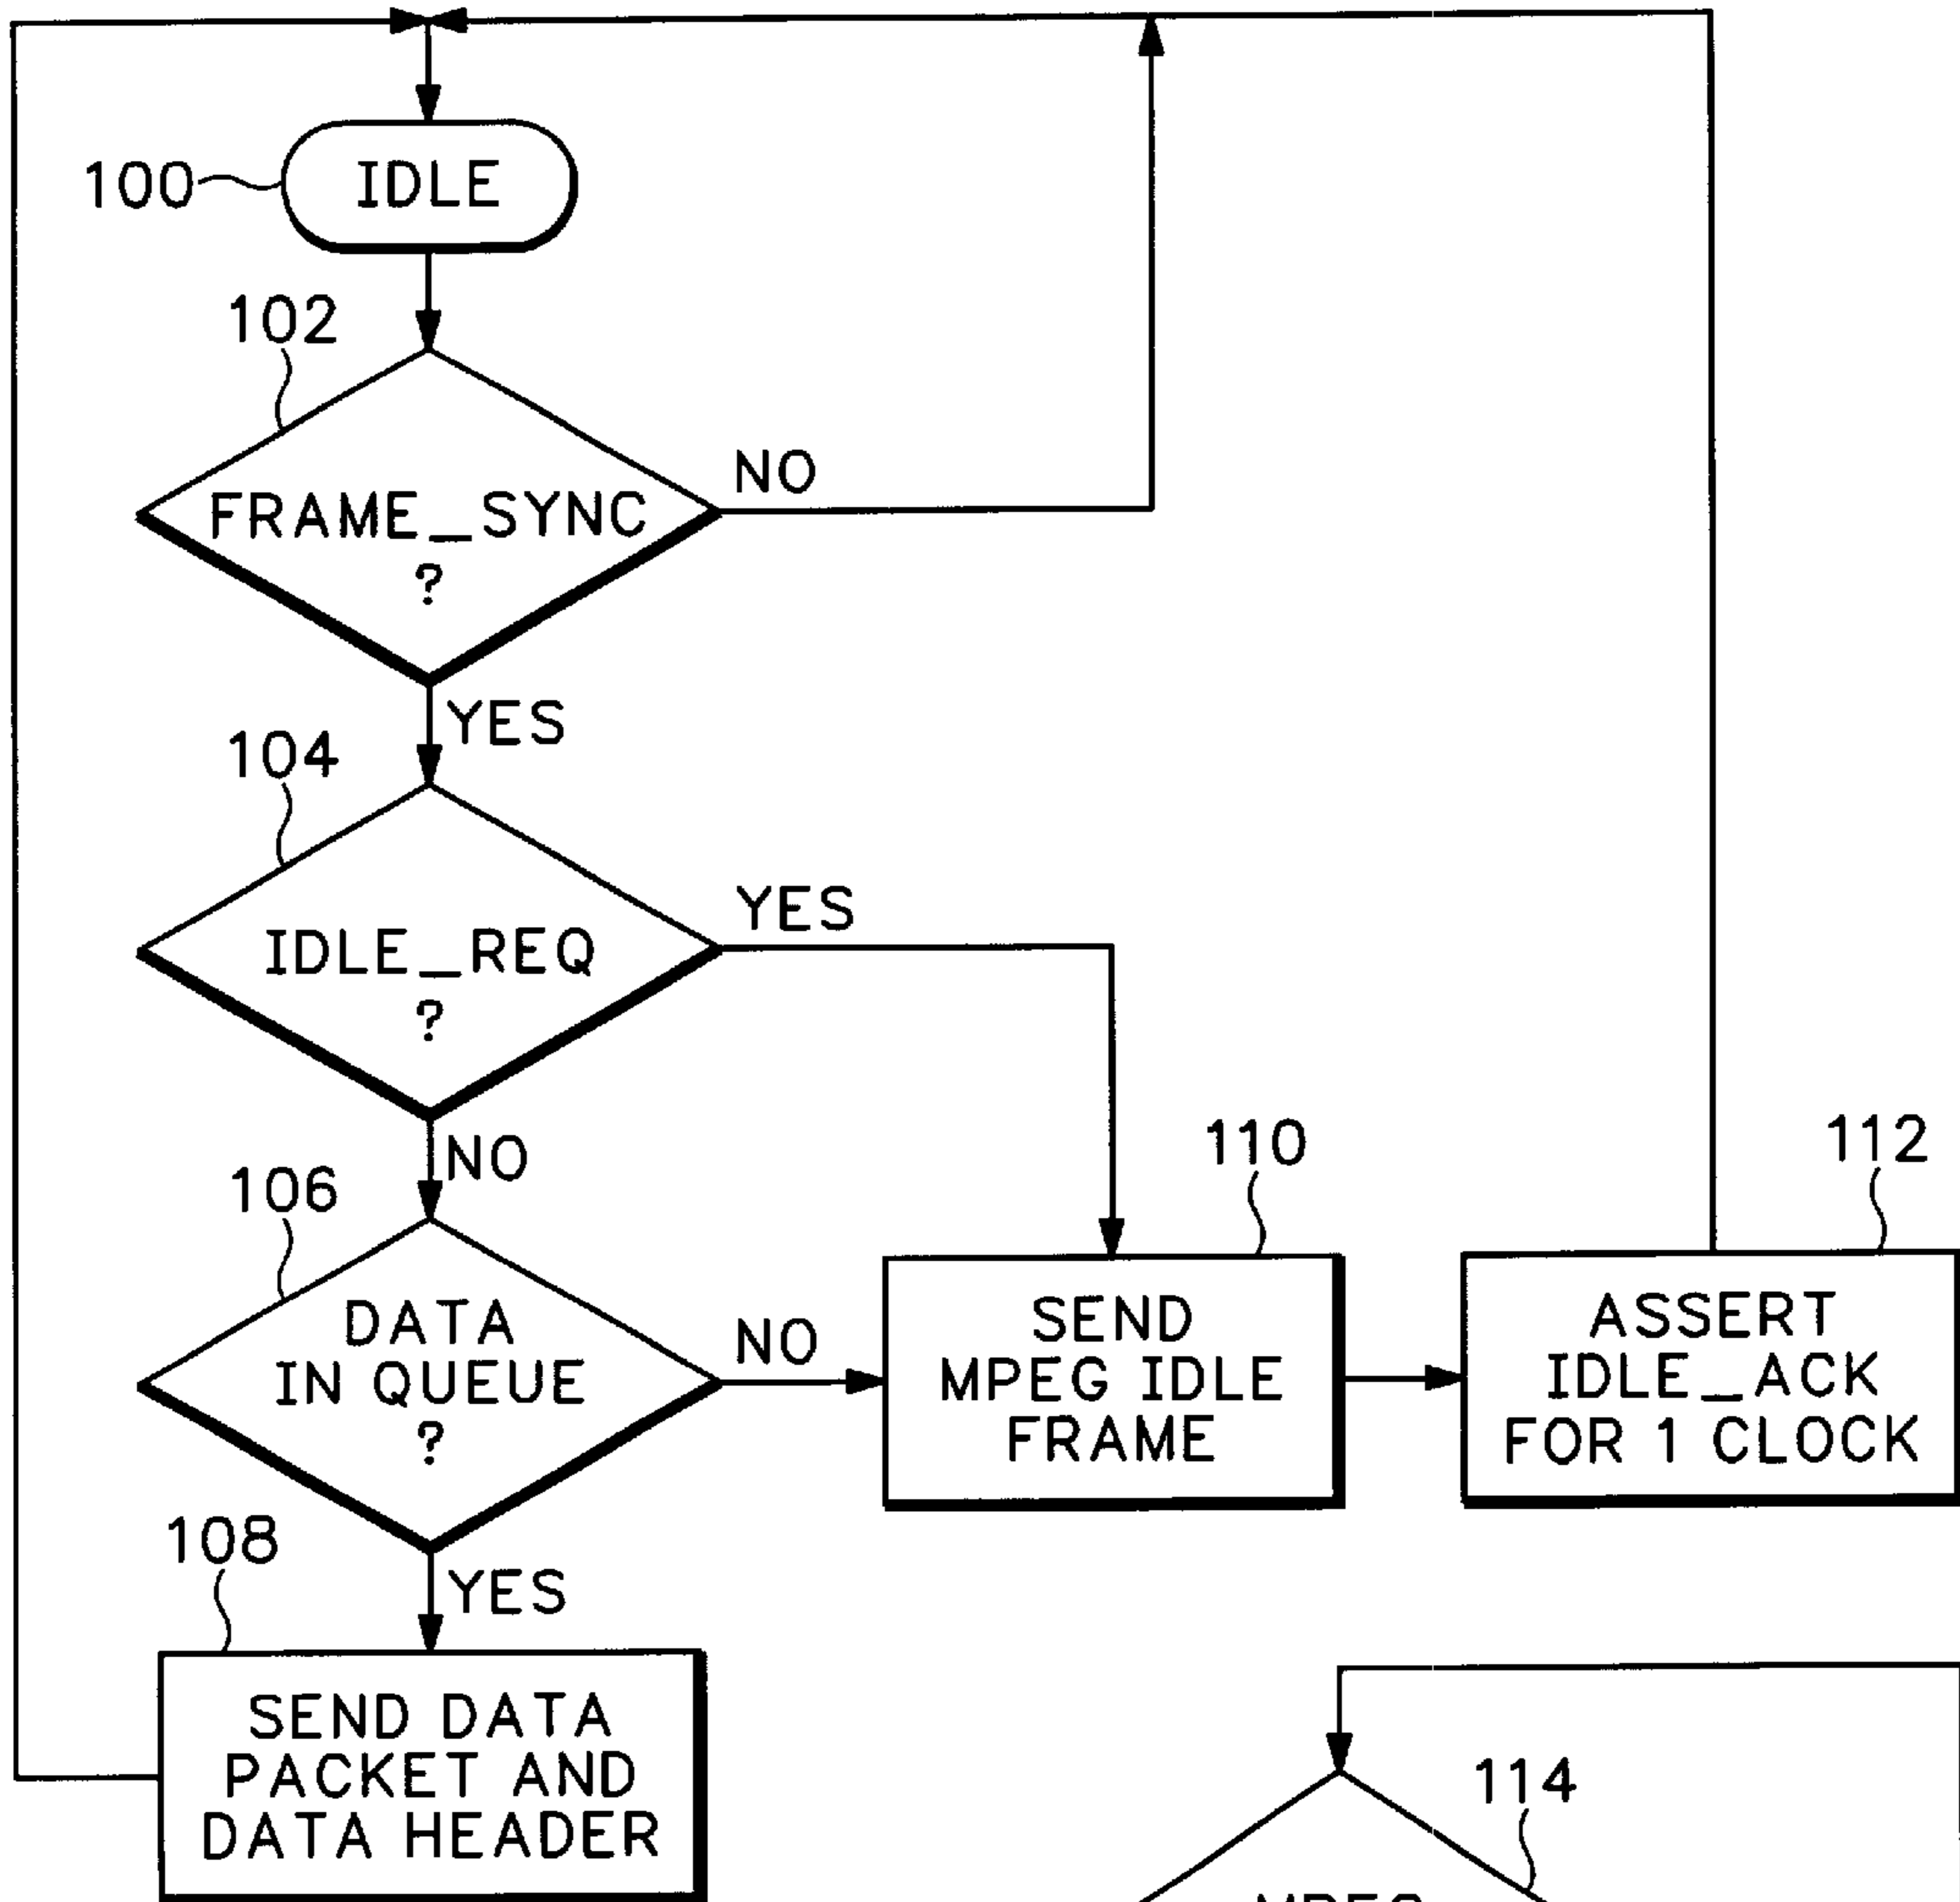 100
IDLE
102
FRAME_SYNC
?
NO
YES
104
IDLE_REQ
?
YES
NO
106
DATA
IN QUEUE
?
NO
YES
110
SEND
MPEG IDLE
FRAME
112
ASSERT
IDLE_ACK
FOR 1 CLOCK
108
SEND DATA
PACKET AND
DATA HEADER
114
MPEG